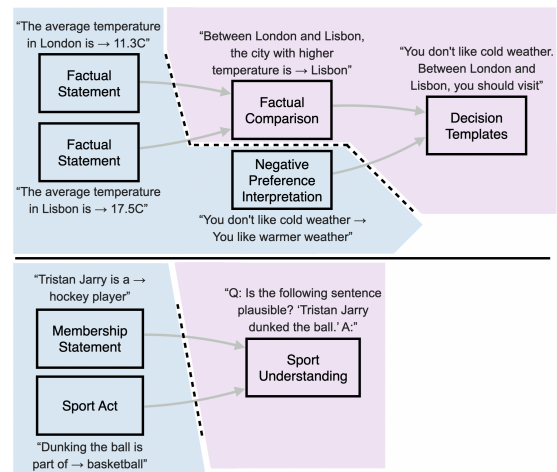 “The average temperature
in London is → 11.3C”
Factual
Statement
Factual
Statement
“The average temperature
in Lisbon is → 17.5C”
“Between London and Lisbon,
the city with higher
temperature is → Lisbon”
Factual
Comparison
Negative
Preference
Interpretation
“You don't like cold weather →
You like warmer weather”
“You don't like cold weather.
Between London and
Lisbon, you should visit”
Decision
Templates
“Tristan Jarry is a →
hockey player”
Membership
Statement
Sport Act
“Dunking the ball is
part of → basketball”
“Q: Is the following sentence
plausible? ‘Tristan Jarry
dunked the ball.’ A:”
Sport
Understanding